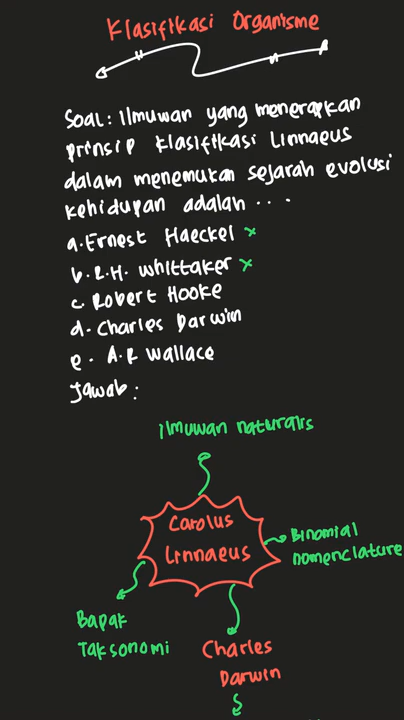 Klasifikasi Organisme
Soal: Ilmuwan yang menerapkan
prinsip klasifikasi Linnaeus
dalam menemukan sejarah evolusi
kehidupan adalah ....
a. Ernest Haeckel x
b. R.H. Whittaker x
c. Robert Hooke
d. Charles Darwin
e. A.R Wallace
Jawab:
Ilmuwan naturalis
Carolus
Linnaeus
Binomial
nomenclature
Bapak
Taksonomi
Charles
Darwin